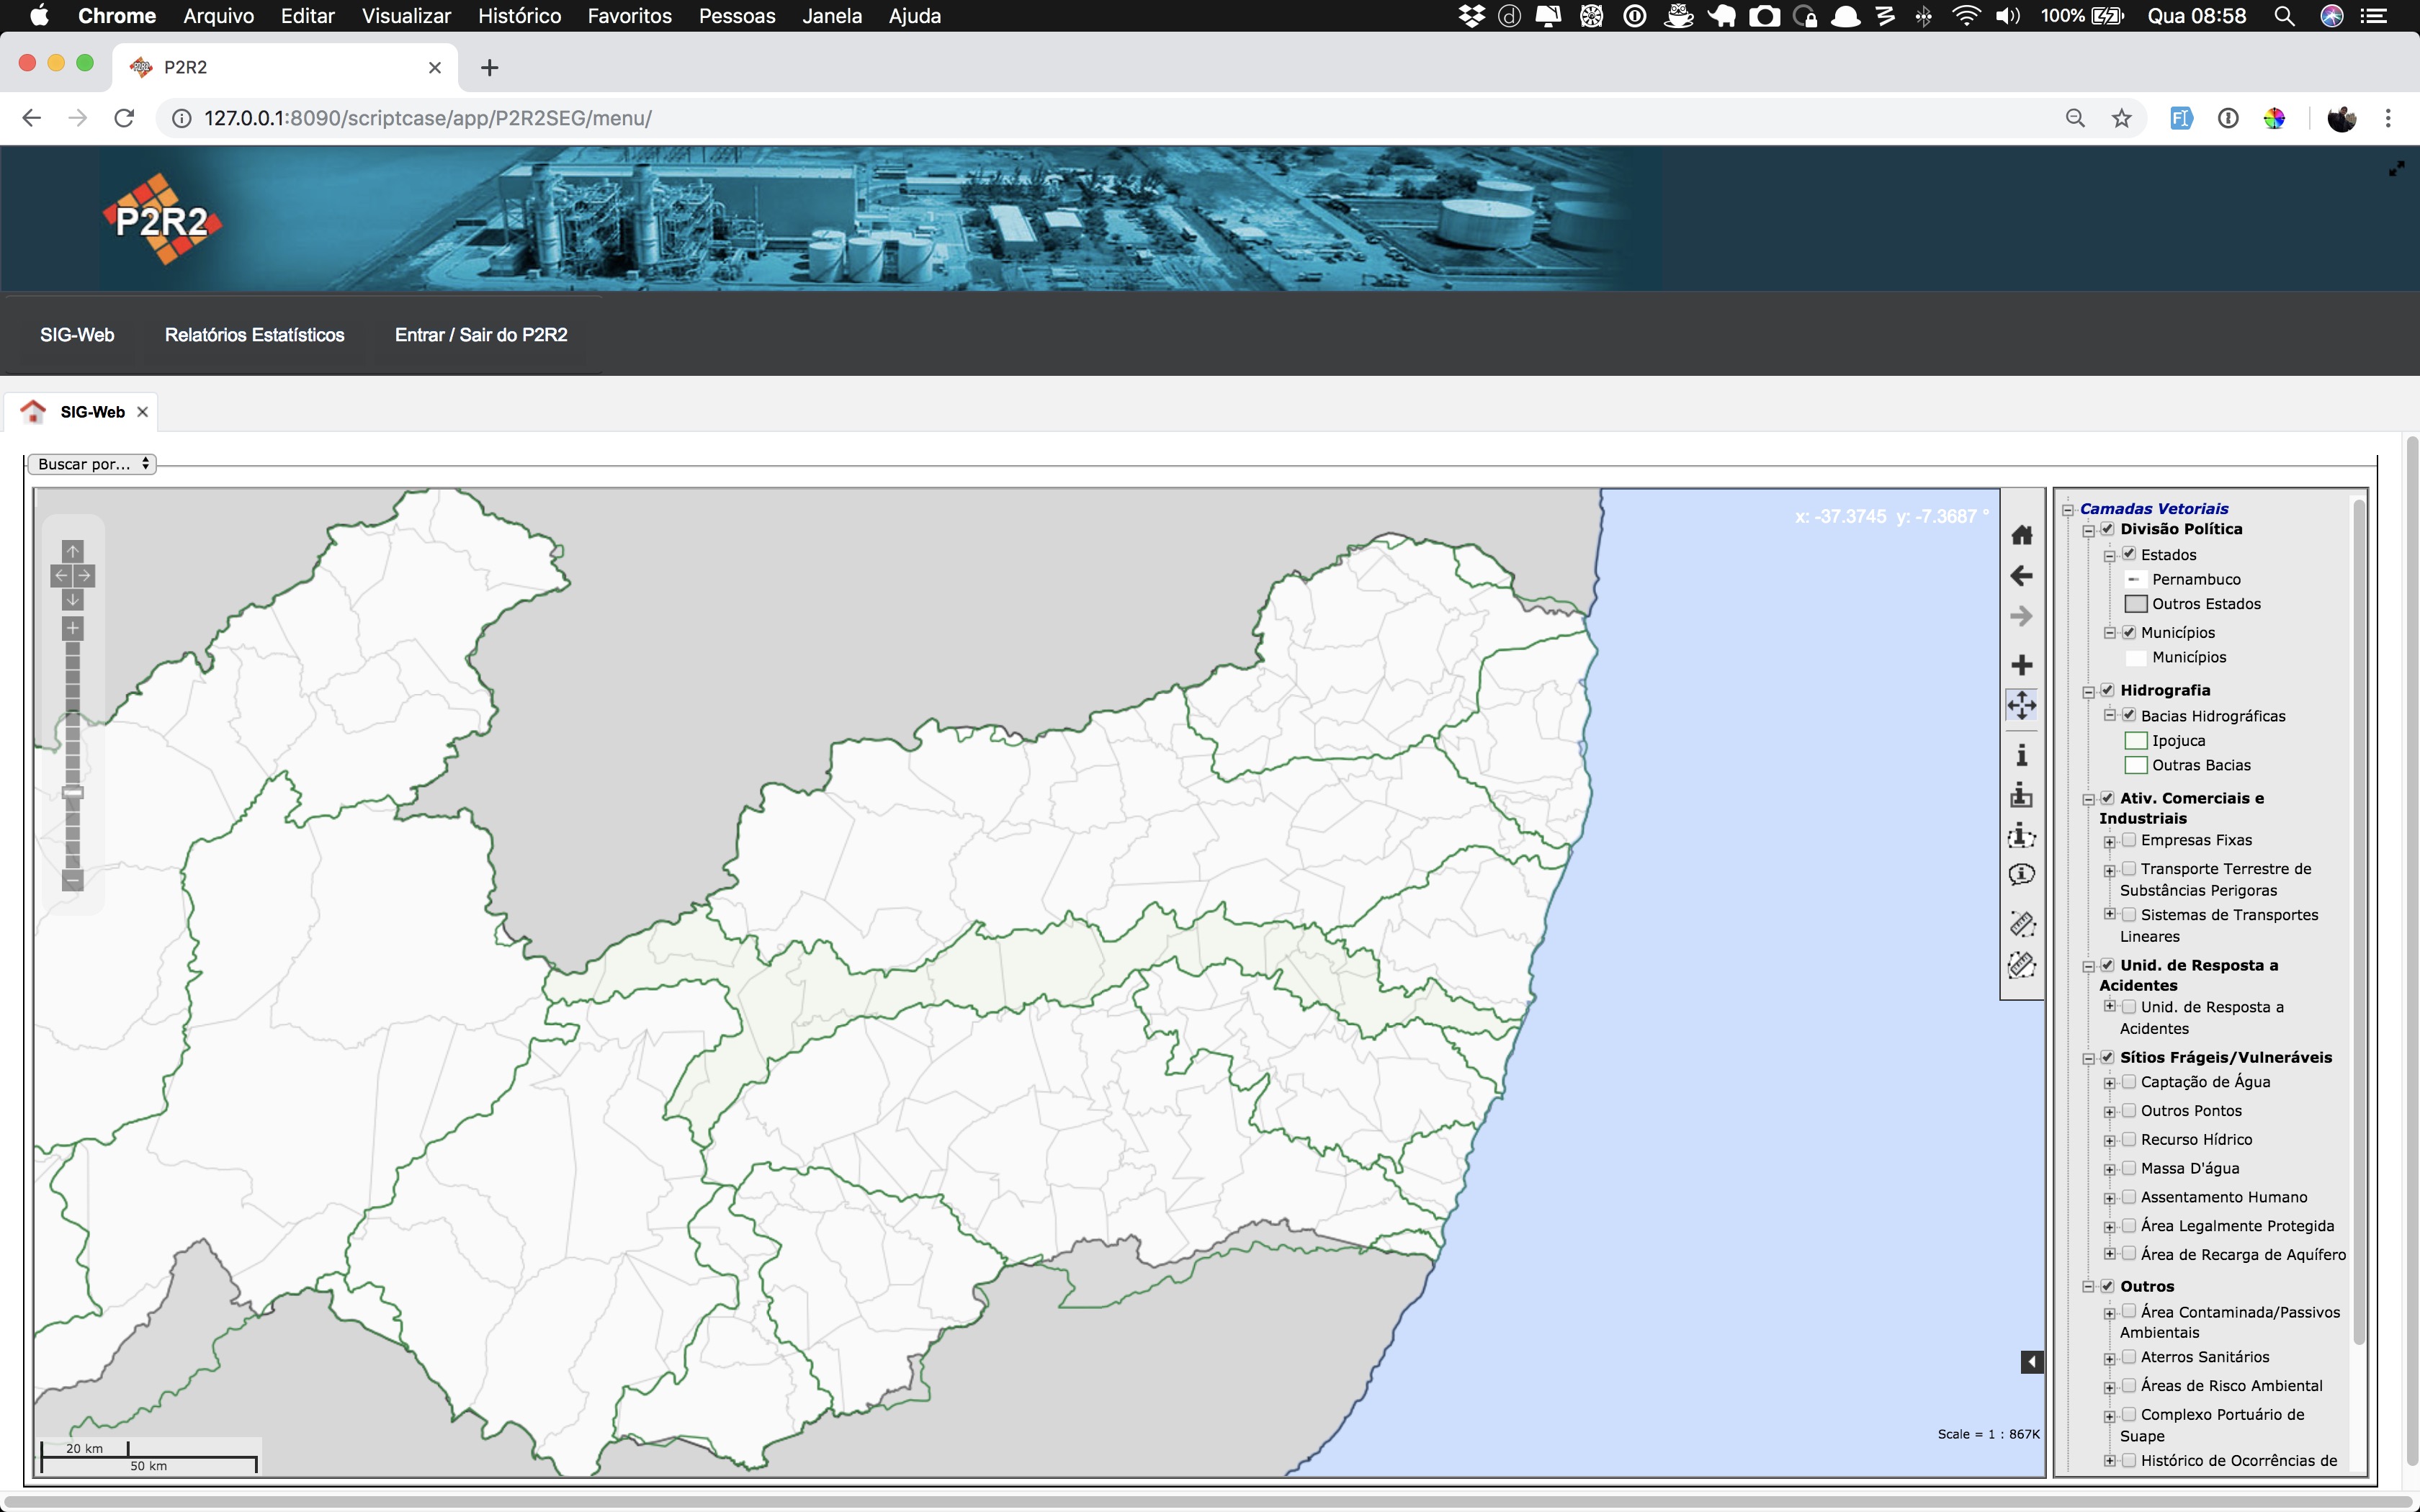 Chrome Arquivo Editar Visualizar Histórico Favoritos Pessoas Janela Ajuda 100% Qua 08:58
P2R2
127.0.0.1:8090/scriptcase/app/P2R2SEG/menu/
P2R2
SIG-Web Relatórios Estatísticos Entrar / Sair do P2R2
SIG-Web
Buscar por...
x: -37.3745 y: -7.3687 °
20 km
50 km
Scale = 1 : 867K
Camadas Vetoriais
Divisão Política
Estados
Pernambuco
Outros Estados
Municípios
Municípios
Hidrografia
Bacias Hidrográficas
Ipojuca
Outras Bacias
Ativ. Comerciais e
Industriais
Empresas Fixas
Transporte Terrestre de
Substâncias Perigoras
Sistemas de Transportes
Lineares
Unid. de Resposta a
Acidentes
Unid. de Resposta a
Acidentes
Sítios Frágeis/Vulneráveis
Captação de Água
Outros Pontos
Recurso Hídrico
Massa D'água
Assentamento Humano
Área Legalmente Protegida
Área de Recarga de Aquífero
Outros
Área Contaminada/Passivos
Ambientais
Aterros Sanitários
Áreas de Risco Ambiental
Complexo Portuário de
Suape
Histórico de Ocorrências de